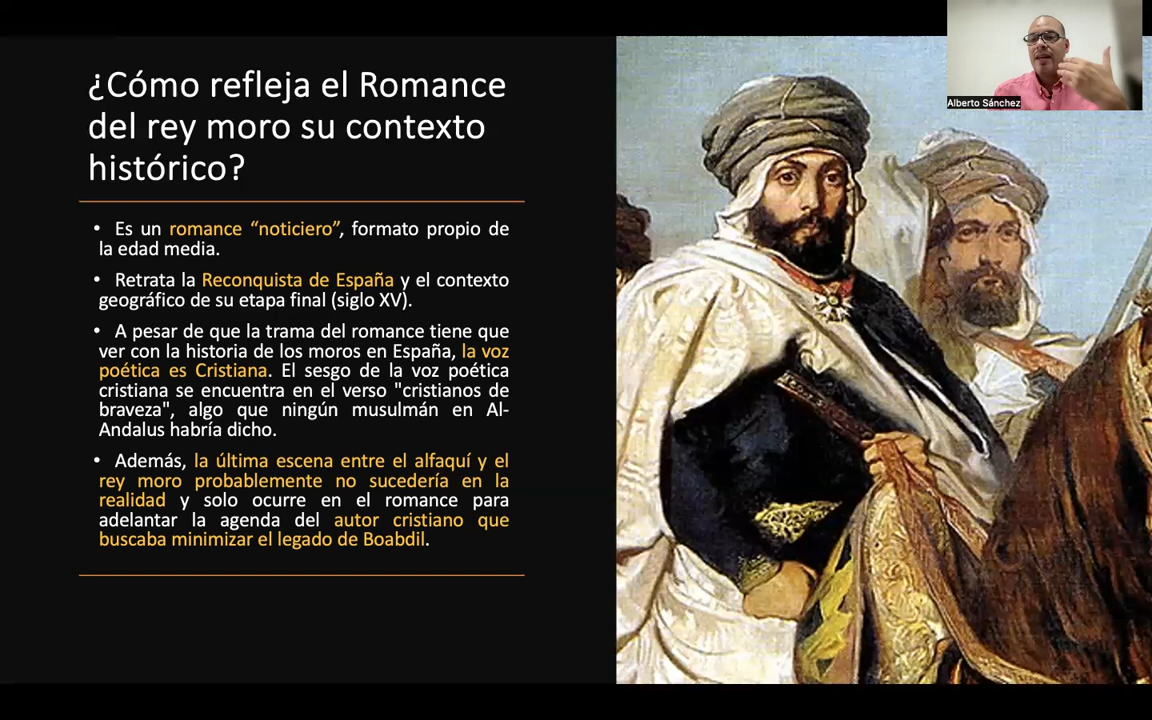 ¿Cómo refleja el Romance
del rey moro su contexto
histórico?
• Es un romance “noticiero”, formato propio de
la edad media.
• Retrata la Reconquista de España y el contexto
geográfico de su etapa final (siglo XV).
• A pesar de que la trama del romance tiene que
ver con la historia de los moros en España, la voz
poética es Cristiana. El sesgo de la voz poética
cristiana se encuentra en el verso "cristianos de
braveza", algo que ningún musulmán en Al-
Andalus habría dicho.
• Además, la última escena entre el alfaquí y el
rey moro probablemente no sucedería en la
realidad y solo ocurre en el romance para
adelantar la agenda del autor cristiano que
buscaba minimizar el legado de Boabdil.
Alberto Sánchez